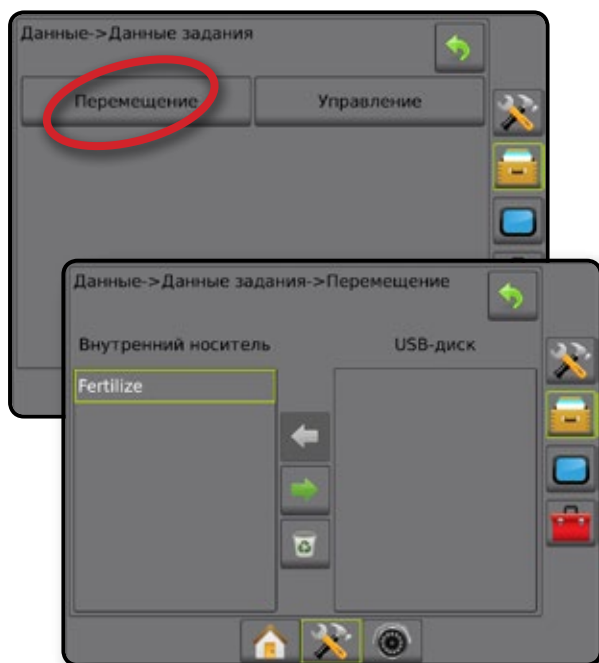 Данные->Данные задания
Перемещение
Управление
Данные->Данные задания->Перемещение
Внутренний носитель
USB-диск
Fertilize